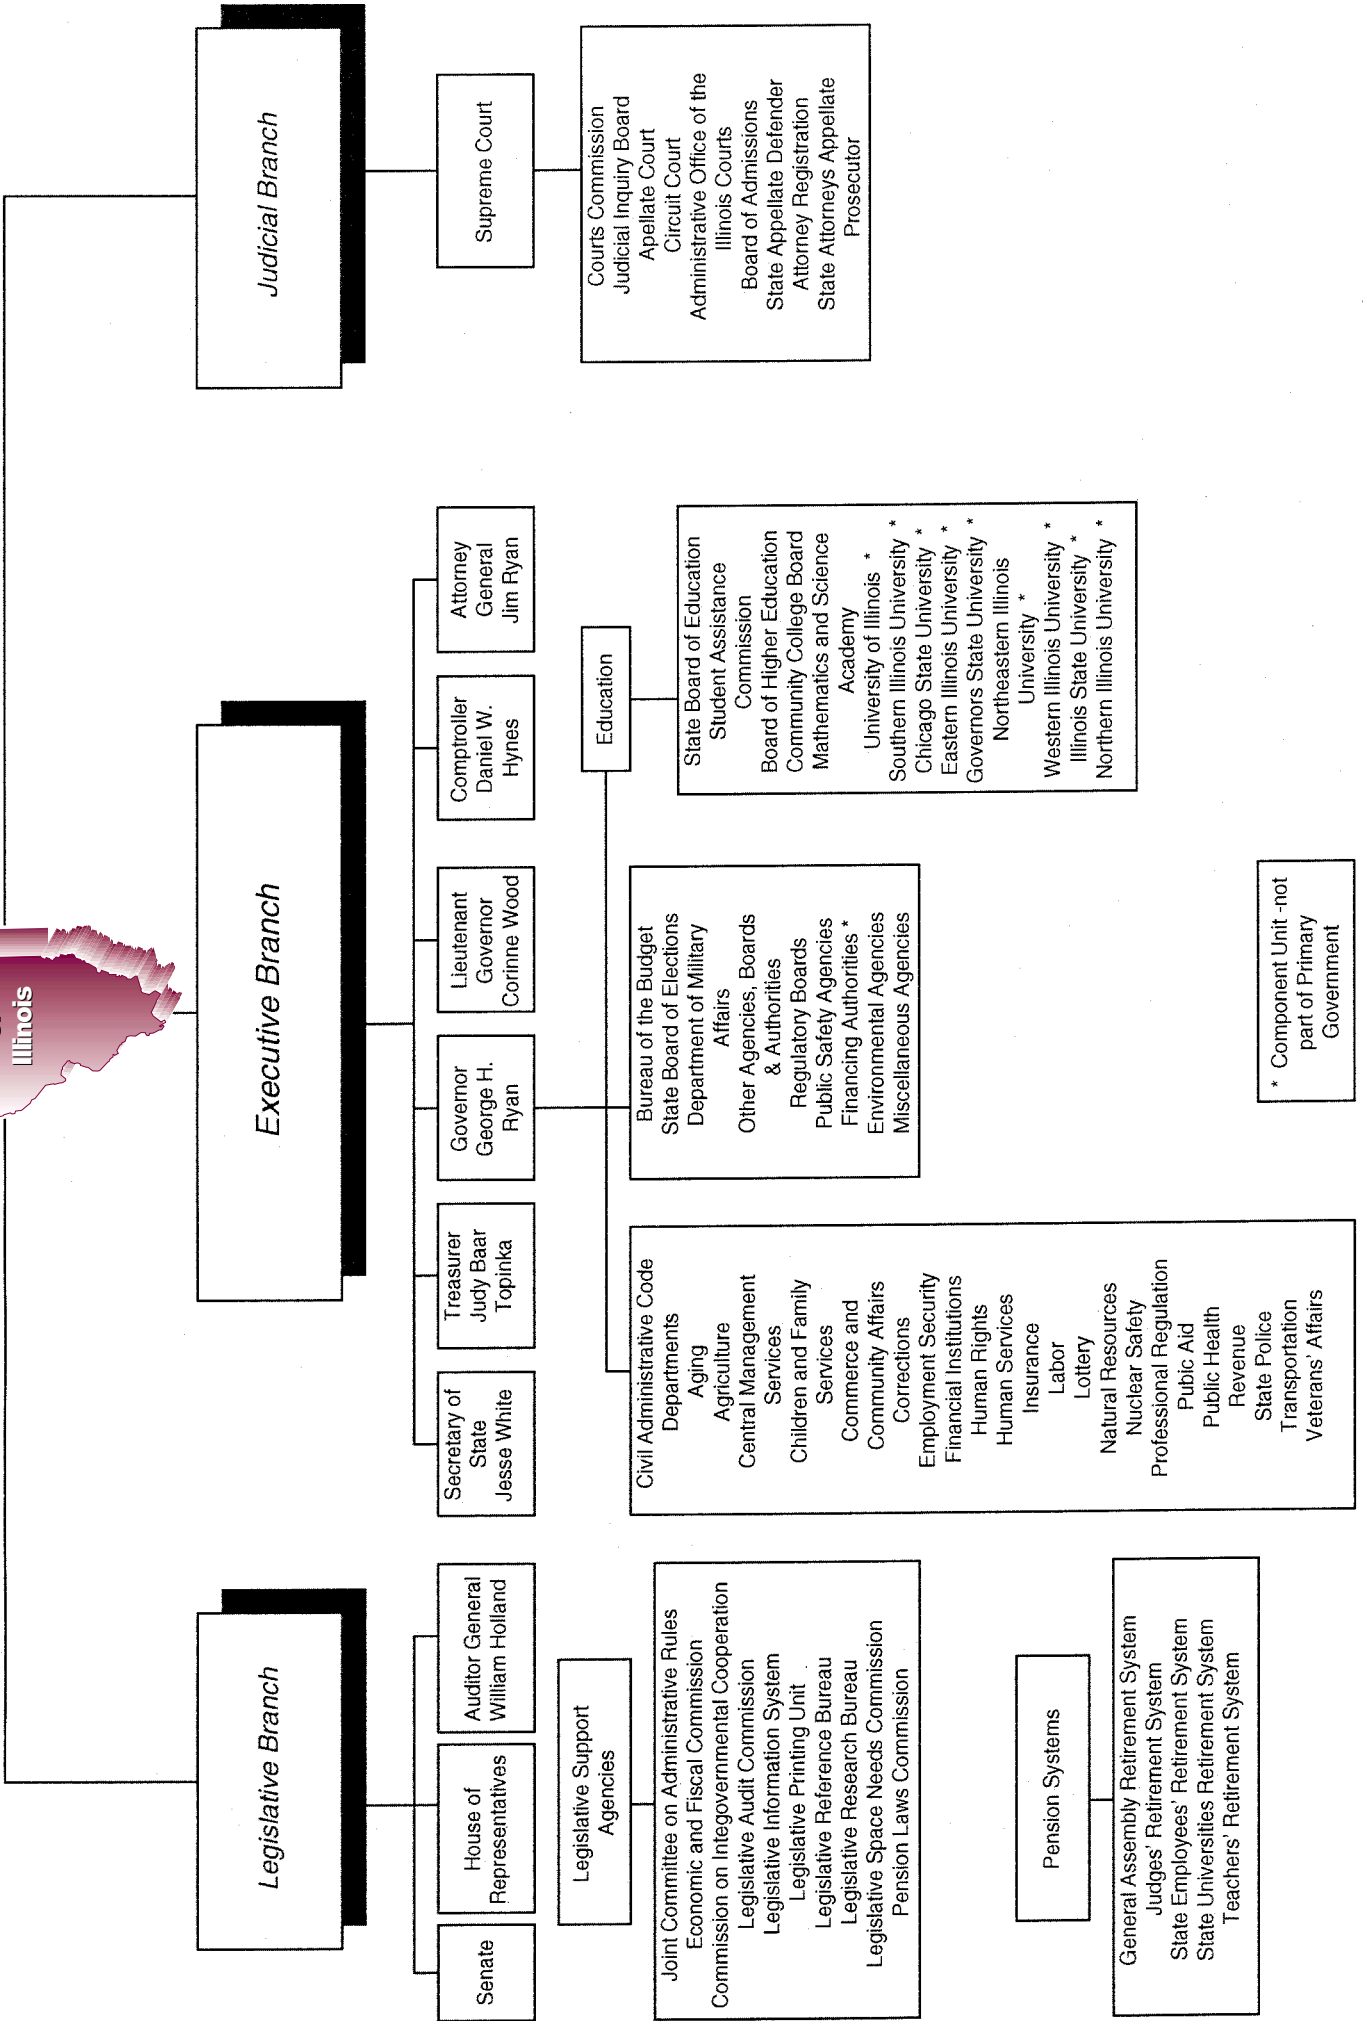 Illinois
Legislative Branch
Executive Branch
Judicial Branch
Senate
House of
Representatives
Auditor General
William Holland
Secretary of
State
Jesse White
Treasurer
Judy Baar
Topinka
Governor
George H.
Ryan
Lieutenant
Governor
Corinne Wood
Comptroller
Daniel W.
Hynes
Attorney
General
Jim Ryan
Supreme Court
Legislative Support
Agencies
Joint Committee on Administrative Rules
Economic and Fiscal Commission
Commission on Integovernmental Cooperation
Legislative Audit Commission
Legislative Information System
Legislative Printing Unit
Legislative Reference Bureau
Legislative Research Bureau
Legislative Space Needs Commission
Pension Laws Commission
Pension Systems
General Assembly Retirement System
Judges' Retirement System
State Employees' Retirement System
State Universities Retirement System
Teachers' Retirement System
Civil Administrative Code
Departments
Aging
Agriculture
Central Management
Services
Children and Family
Services
Commerce and
Community Affairs
Corrections
Employment Security
Financial Institutions
Human Rights
Human Services
Insurance
Labor
Lottery
Natural Resources
Nuclear Safety
Professional Regulation
Pubic Aid
Public Health
Revenue
State Police
Transportation
Veterans' Affairs
Bureau of the Budget
State Board of Elections
Department of Military
Affairs
Other Agencies, Boards
& Authorities
Regulatory Boards
Public Safety Agencies
Financing Authorities *
Environmental Agencies
Miscellaneous Agencies
Education
State Board of Education
Student Assistance
Commission
Board of Higher Education
Community College Board
Mathematics and Science
Academy
University of Illinois *
Southern Illinois University *
Chicago State University *
Eastern Illinois University *
Governors State University *
Northeastern Illinois
University *
Western Illinois University *
Illinois State University *
Northern Illinois University *
Courts Commission
Judicial Inquiry Board
Apellate Court
Circuit Court
Administrative Office of the
Illinois Courts
Board of Admissions
State Appellate Defender
Attorney Registration
State Attorneys Appellate
Prosecutor
* Component Unit -not
part of Primary
Government